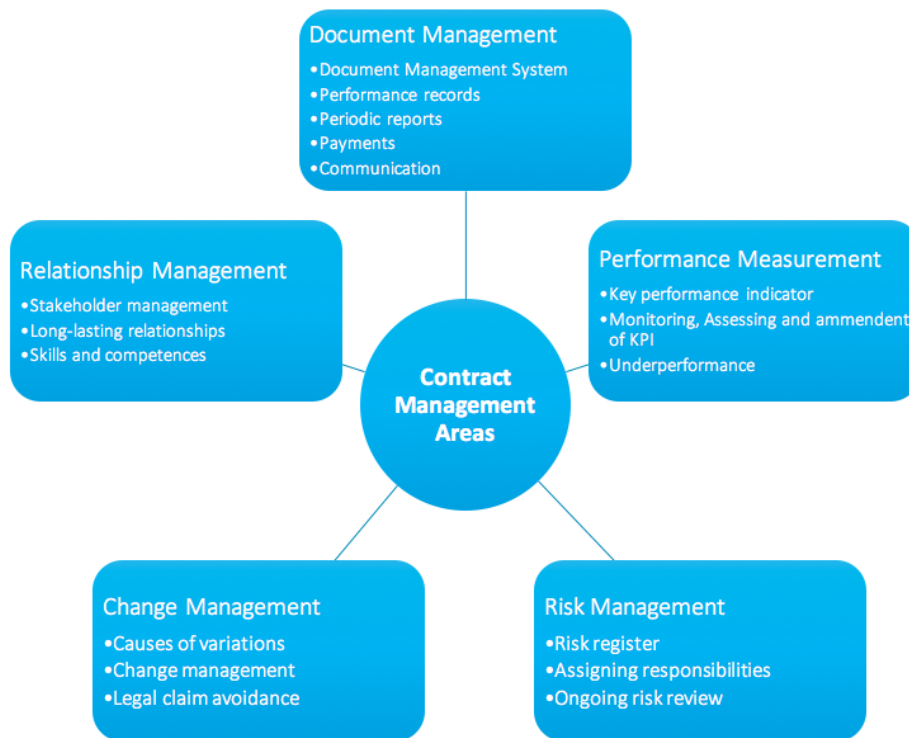 Document Management
•Document Management System
•Performance records
•Periodic reports
•Payments
•Communication
Relationship Management
•Stakeholder management
•Long-lasting relationships
•Skills and competences
Performance Measurement
•Key performance indicator
•Monitoring, Assessing and ammendent
of KPI
•Underperformance
Contract
Management
Areas
Change Management
•Causes of variations
•Change management
•Legal claim avoidance
Risk Management
•Risk register
•Assigning responsibilities
•Ongoing risk review